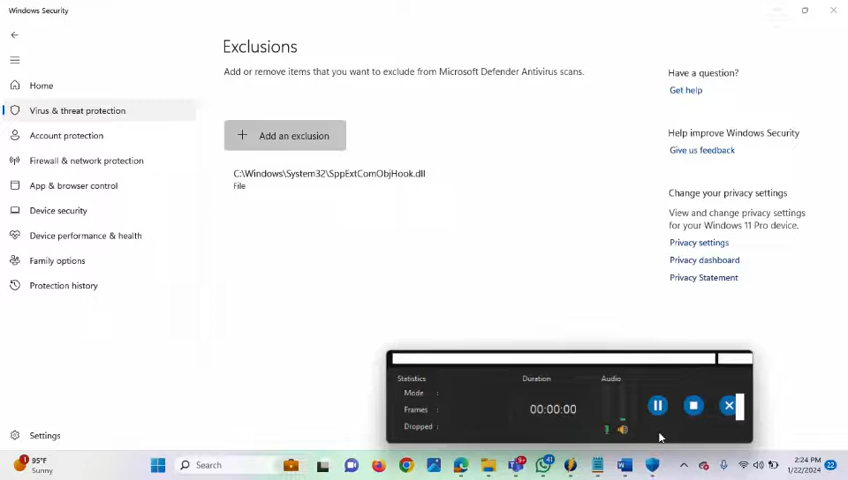 Windows Security
Exclusions
Add or remove items that you want to exclude from Microsoft Defender Antivirus scans.
Add an exclusion
C:\Windows\System32\SppExtComObjHook.dll
File
Home
Virus & threat protection
Account protection
Firewall & network protection
App & browser control
Device security
Device performance & health
Family options
Protection history
Settings
Have a question?
Get help
Help improve Windows Security
Give us feedback
Change your privacy settings
View and change privacy settings
for your Windows 11 Pro device.
Privacy settings
Privacy dashboard
Privacy Statement
Statistics
Mode :
Frames :
Dropped :
Duration
00:00:00
Audio
1
95°F
Sunny
Search
9+
41
2:24 PM
1/22/2024
22